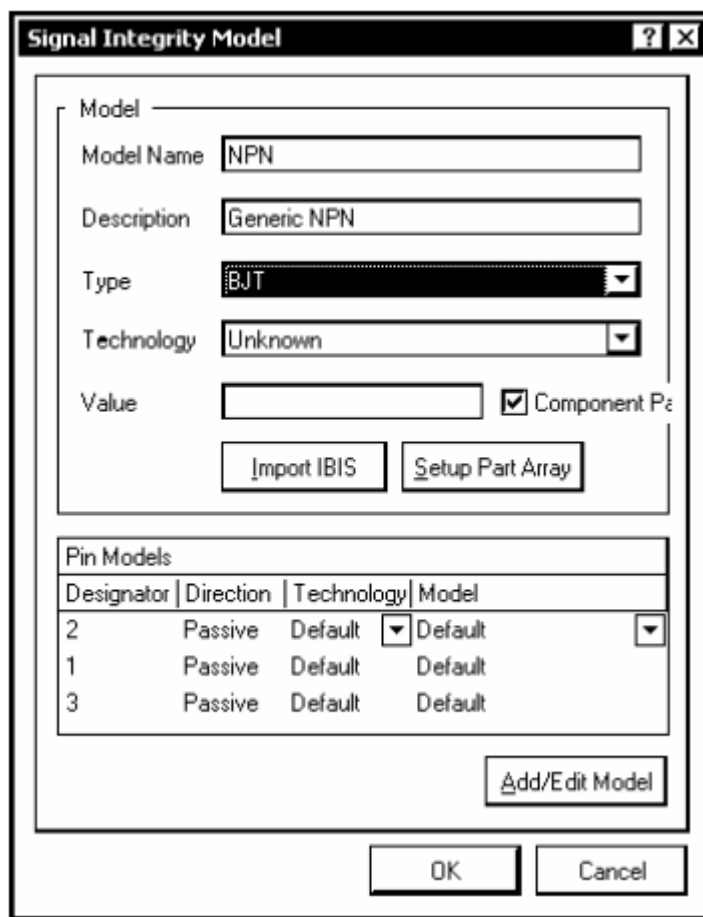 Signal Integrity Model
Model
Model Name NPN
Description Generic NPN
Type BJT
Technology Unknown
Value Component
Import IBIS Setup Part Array
Pin Models
Designator Direction Technology Model
2 Passive Default Default
1 Passive Default Default
3 Passive Default Default
Add/Edit Model
OK Cancel